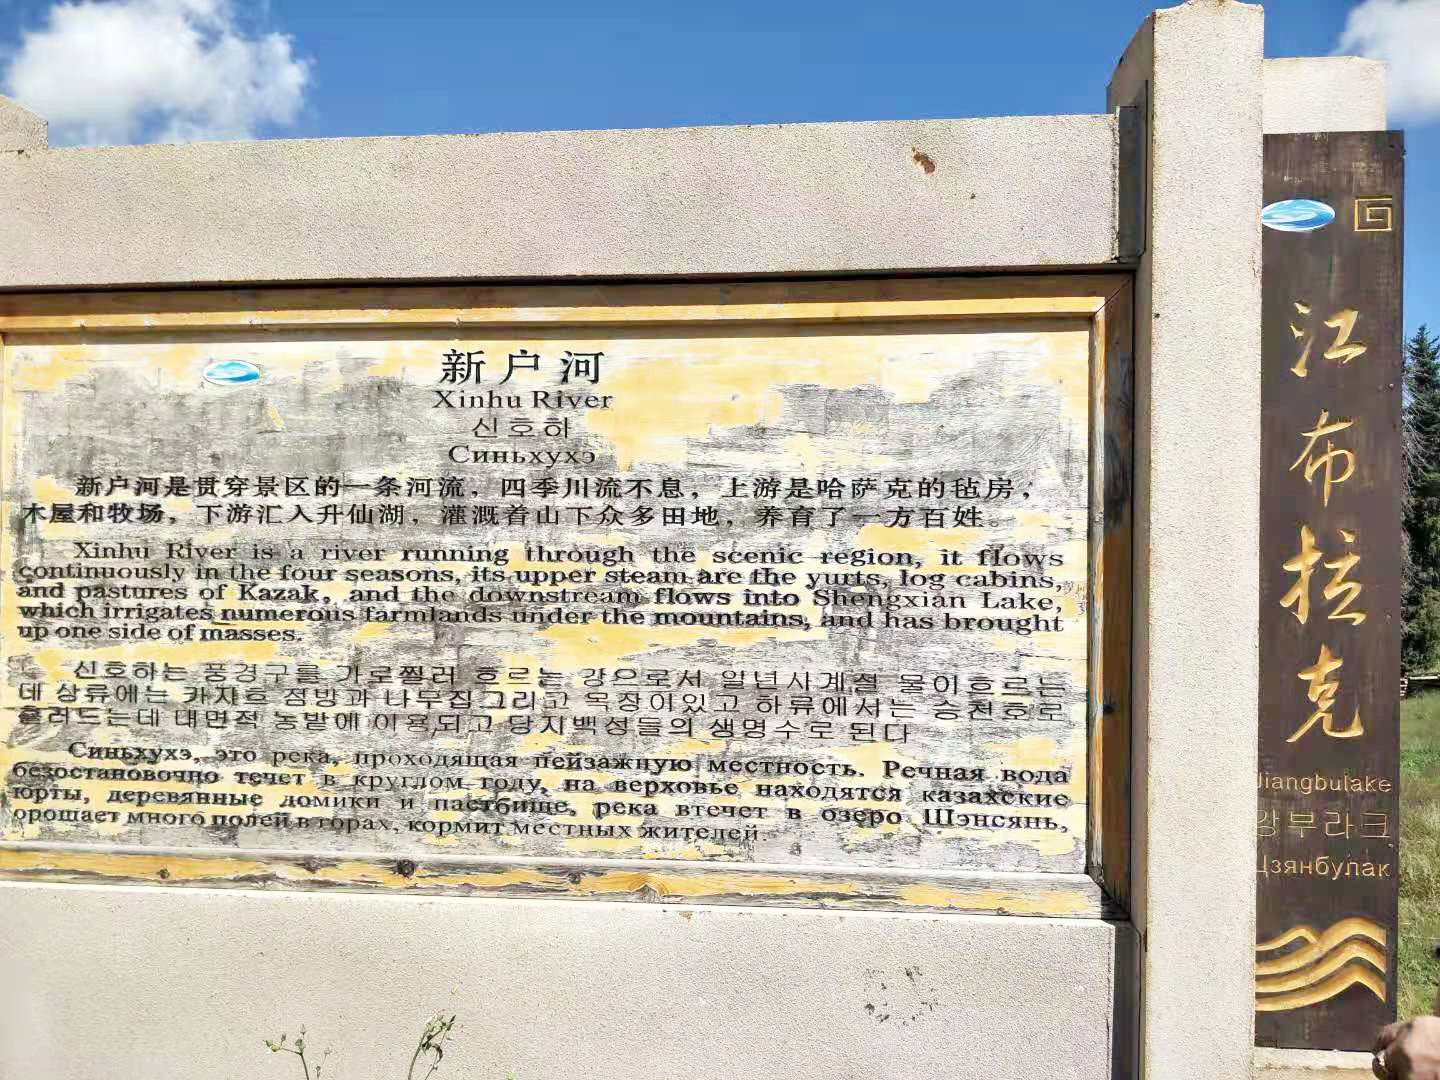 新户河
Xinhu River
신호하
Синьхухэ
新户河是贯穿景区的一条河流，四季川流不息，上游是哈萨克的毡房，
木屋和牧场，下游汇入升仙湖，灌溉着山下众多田地，养育了一方百姓。
Xinhu River is a river running through the scenic region, it flows
continuously in the four seasons, its upper steam are the yurts, log cabins,
and pastures of Kazak, and the downstream flows into Shengxian Lake,
which irrigates numerous farmlands under the mountains, and has brought
up one side of masses.
신호하는 풍경구를 가로찔러 흐르는 강으로서 일년사계절 물이흐르는
데 상류에는 카자흐 점방과 나무집그리고 목장이있고 하류에서는 승천호로
흘러드는데 대면적 농밭에 이용되고 당지백성들의 생명수로 된다
Синьхухэ, это река, проходящая пейзажную местность. Речная вода
безостановочно течет в круглом году, на верховье находятся казахские
юрты, деревянные домики и пастбище, река втечет в озеро Шэнсянь,
орошает много полей в горах, кормит местных жителей.
江布拉克
Jiangbulake
강부라크
Цзянбулак